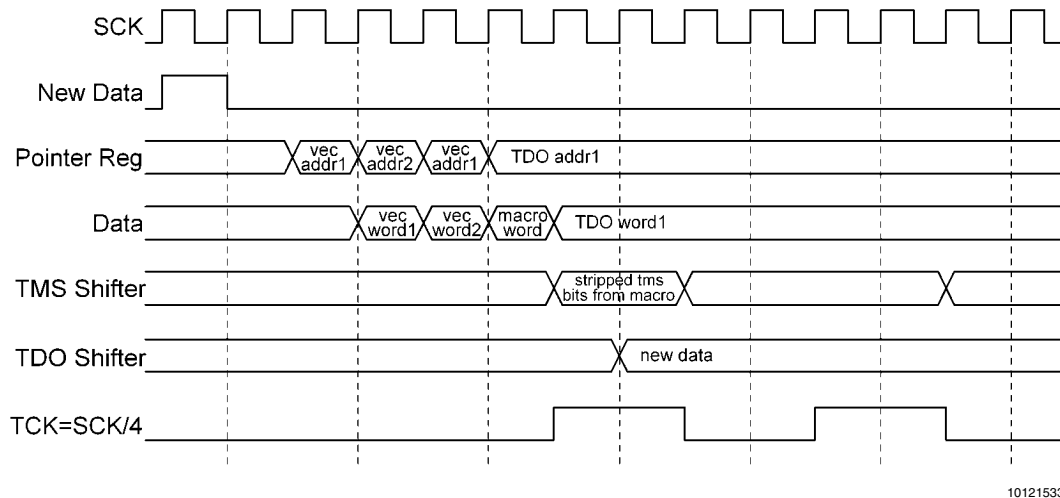 SCK
New Data
Pointer Reg
vec
addr1
vec
addr2
vec
addr1
TDO addr1
Data
vec
word1
vec
word2
macro
word
TDO word1
TMS Shifter
stripped tms
bits from macro
TDO Shifter
new data
TCK=SCK/4
10121533